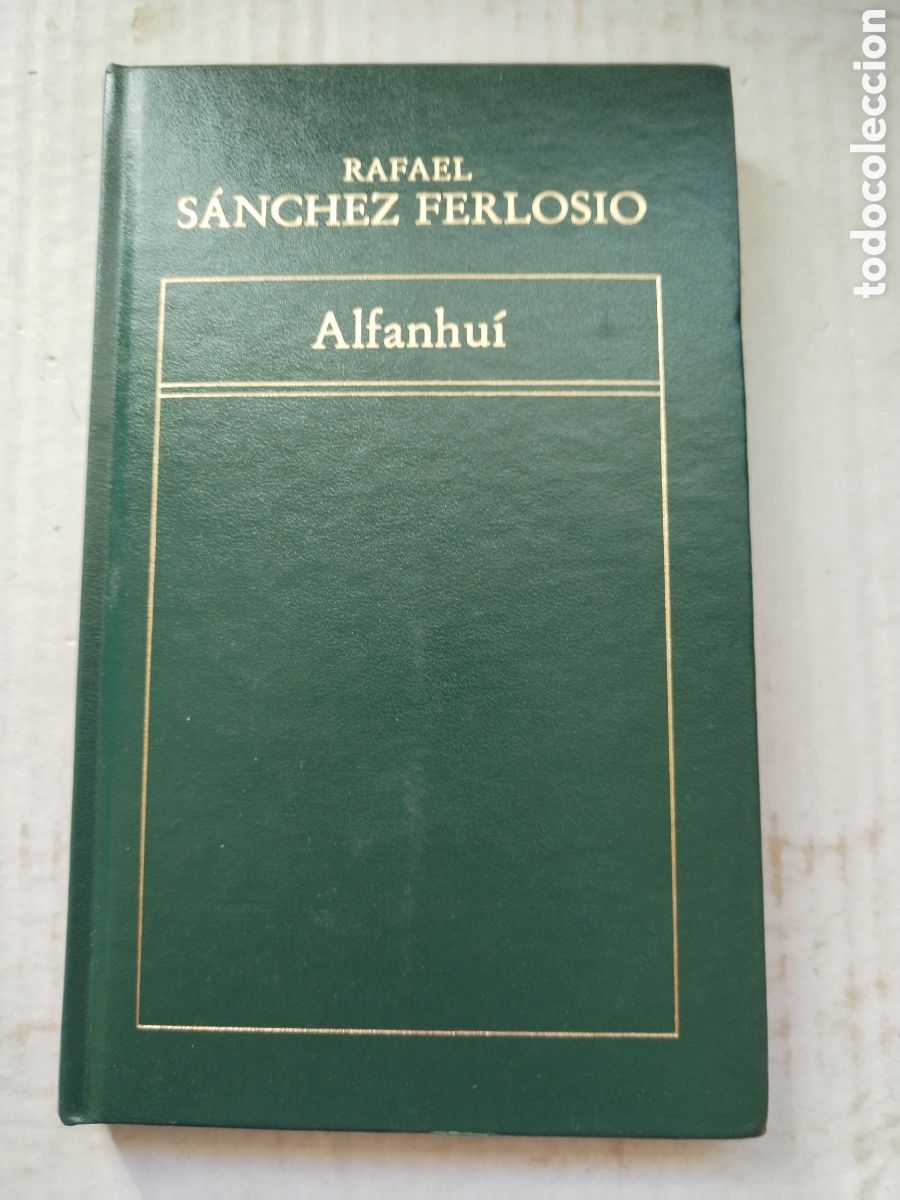 RAFAEL
SÁNCHEZ FERLOSIO
Alfanhuí
todocoleccion